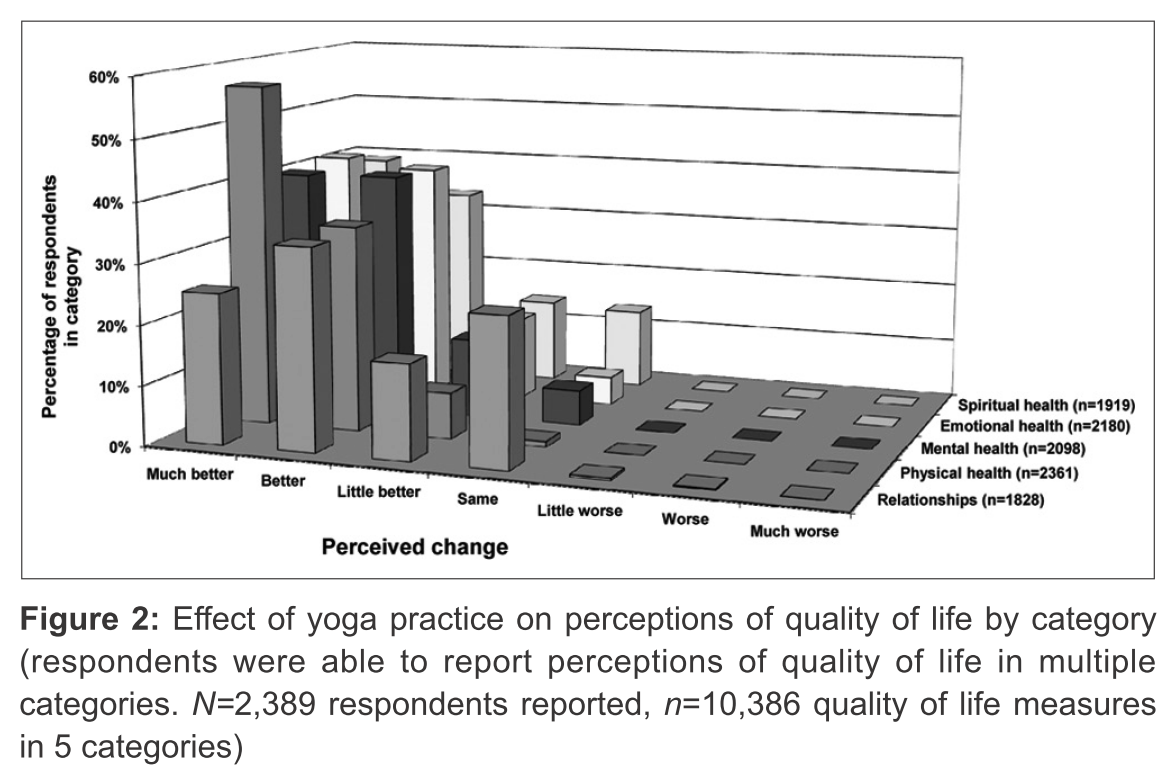 60%
50%
40%
30%
20%
10%
0%
Percentage of respondents
in category
Much better
Better
Little better
Same
Little worse
Worse
Much worse
Perceived change
Spiritual health (n=1919)
Emotional health (n=2180)
Mental health (n=2098)
Physical health (n=2361)
Relationships (n=1828)
Figure 2: Effect of yoga practice on perceptions of quality of life by category
(respondents were able to report perceptions of quality of life in multiple
categories. N=2,389 respondents reported, n=10,386 quality of life measures
in 5 categories)